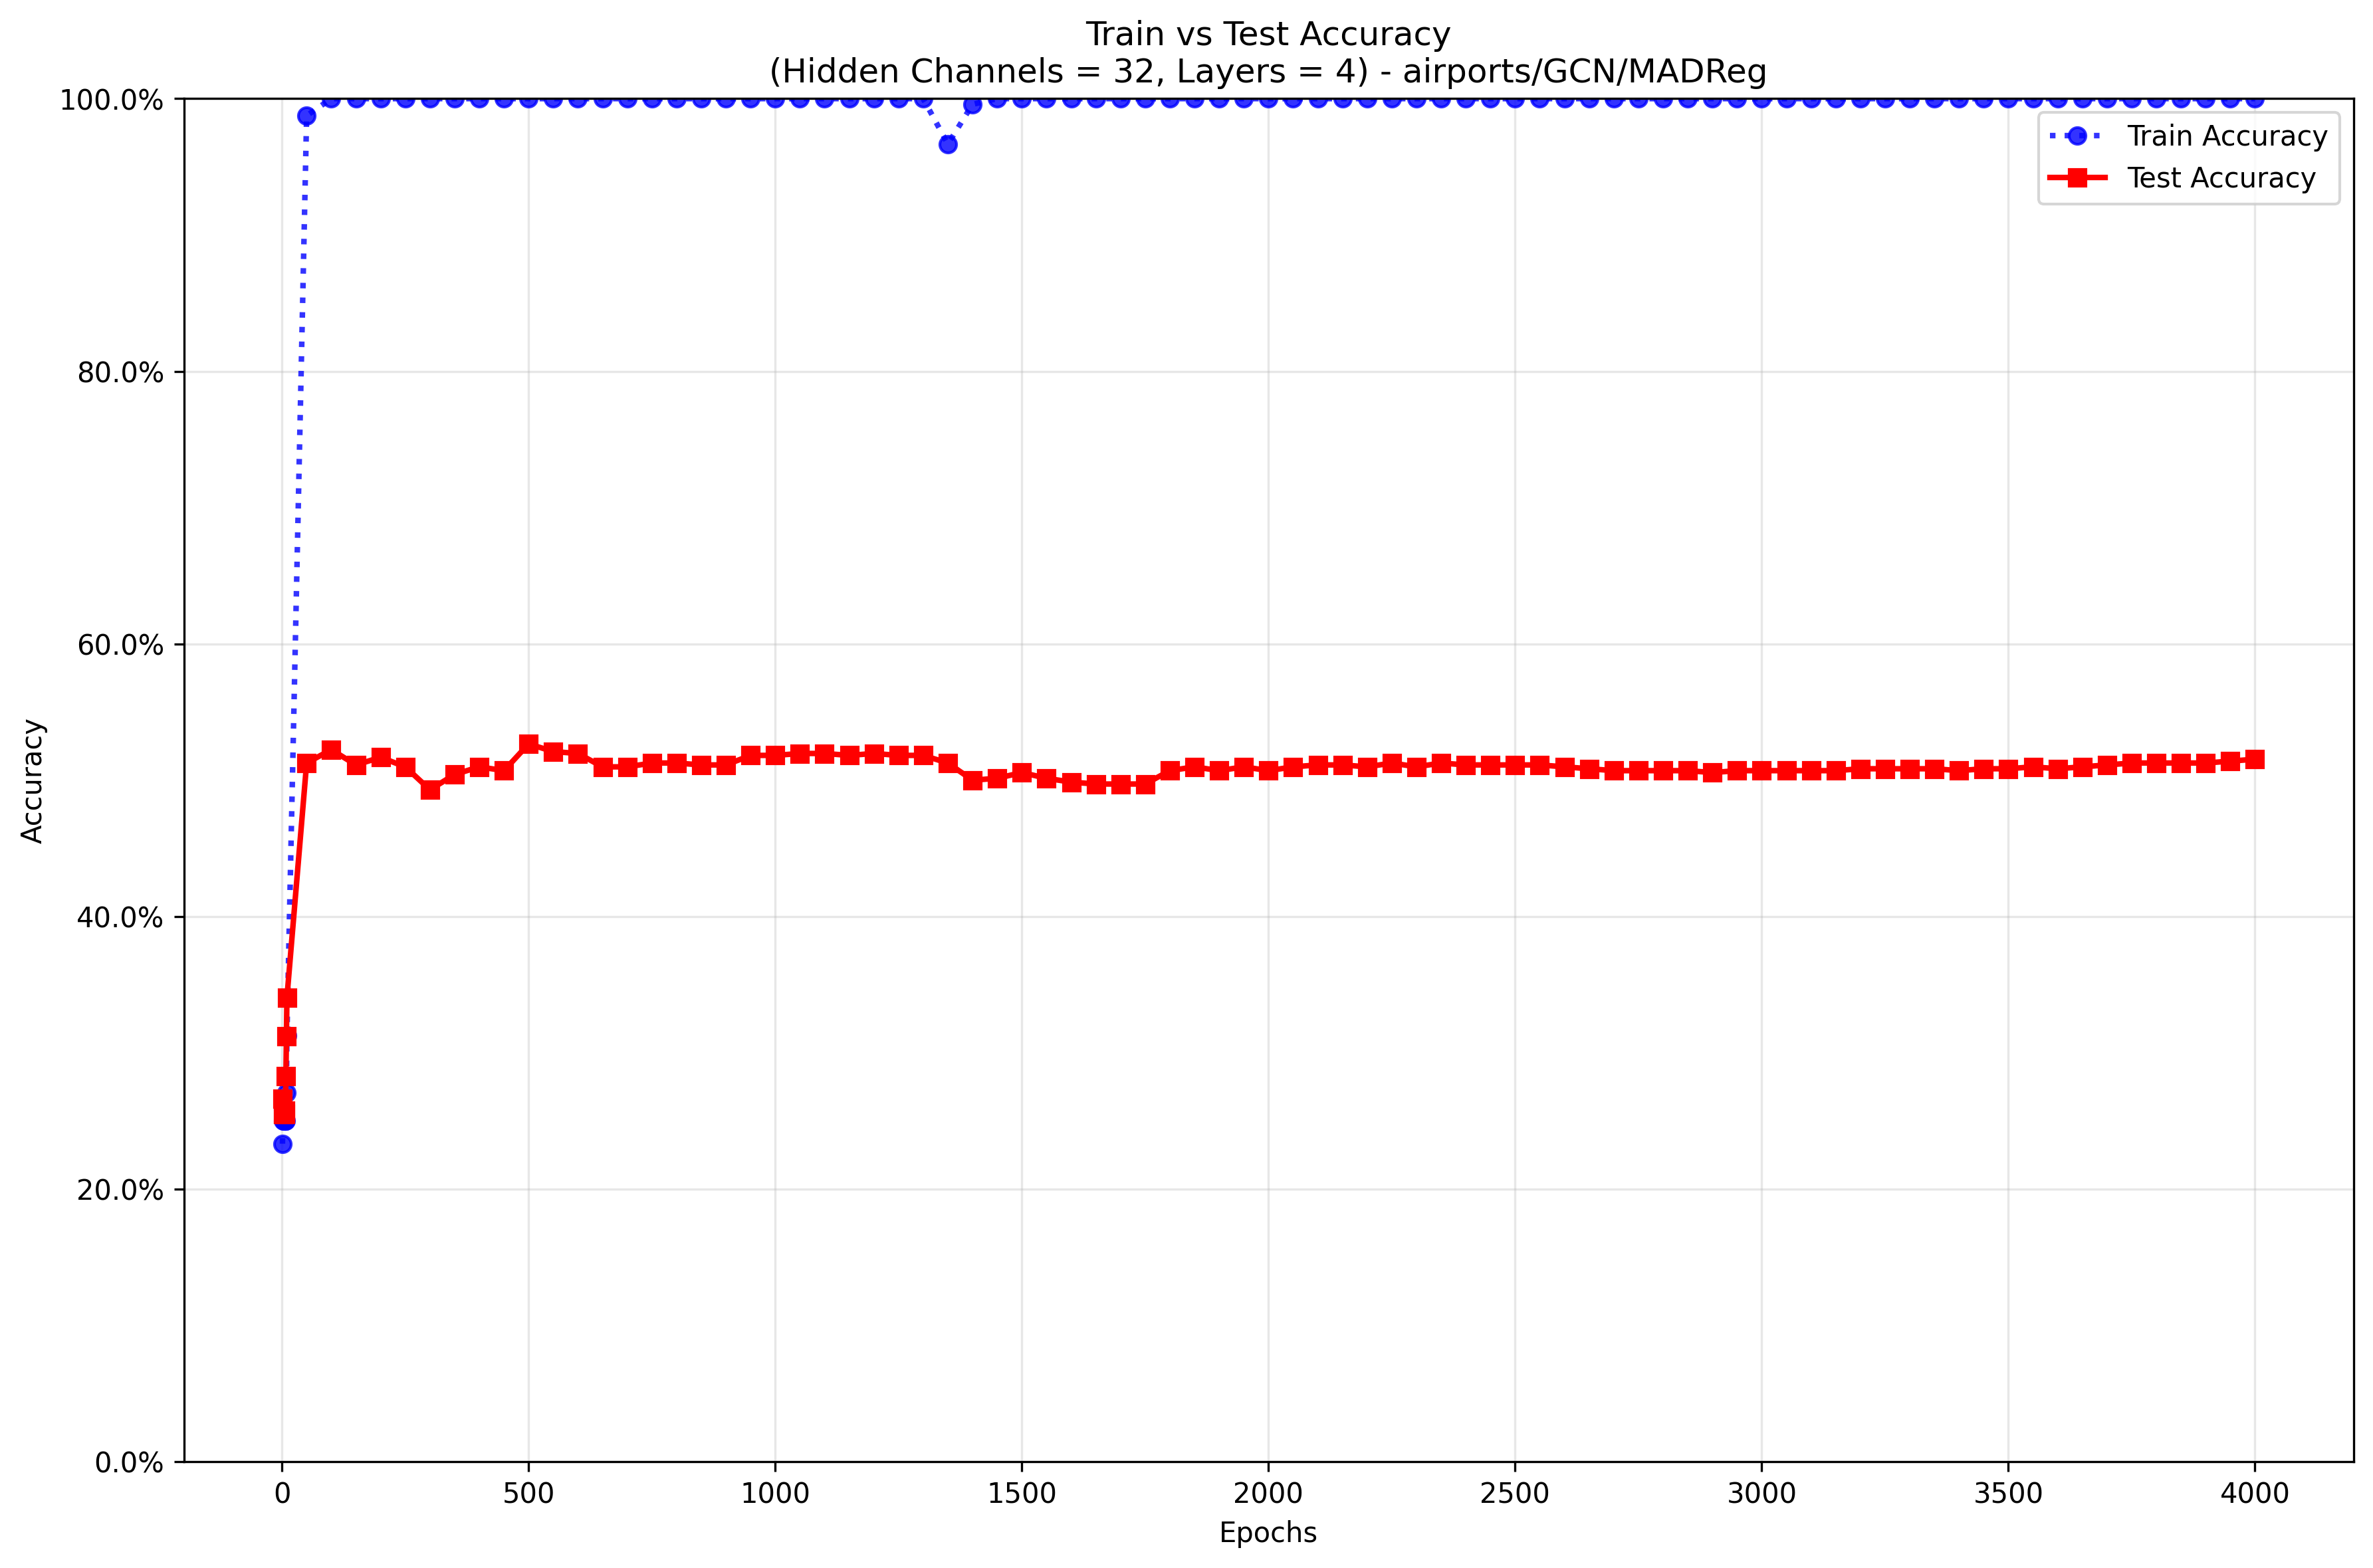 Train vs Test Accuracy
(Hidden Channels = 32, Layers = 4) - airports/GCN/MADReg
100.0%
80.0%
60.0%
40.0%
20.0%
0.0%
Accuracy
Train Accuracy
Test Accuracy
0 500 1000 1500 2000 2500 3000 3500 4000
Epochs